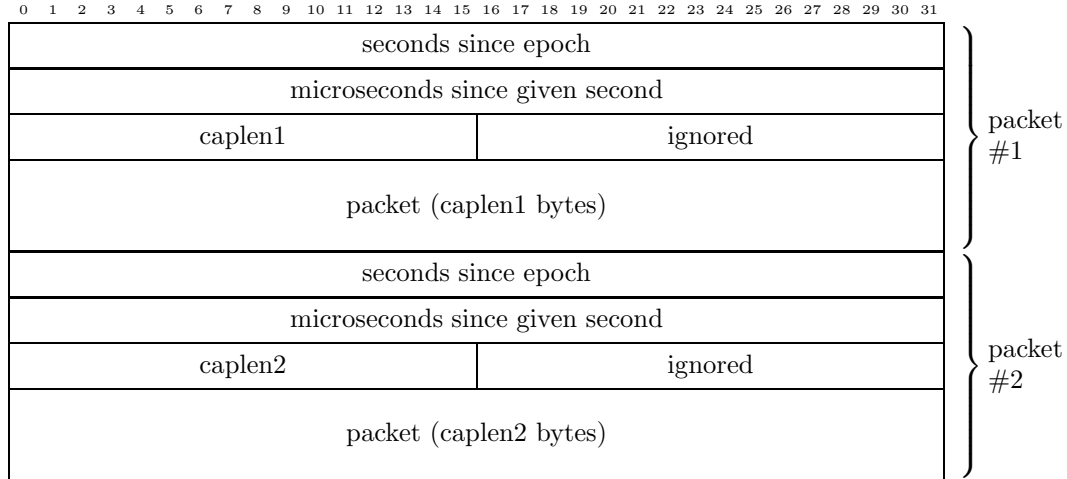 0 1 2 3 4 5 6 7 8 9 10 11 12 13 14 15 16 17 18 19 20 21 22 23 24 25 26 27 28 29 30 31
seconds since epoch
microseconds since given second
caplen1 ignored
packet (caplen1 bytes)
packet
#1
seconds since epoch
microseconds since given second
caplen2 ignored
packet (caplen2 bytes)
packet
#2